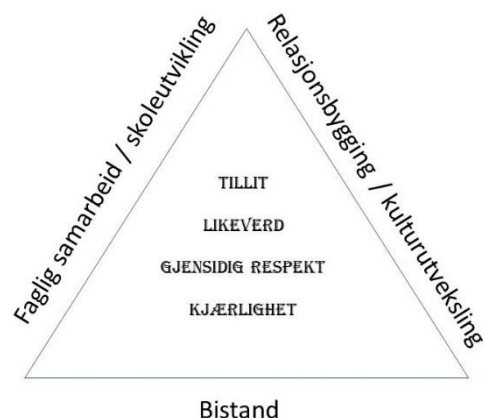 Faglig samarbeid / skoleutvikling
Relasjonsbygging / kulturutveksling
TILLIT
LIKEVERD
GJENSIDIG RESPEKT
KJÆRLIGHET
Bistand